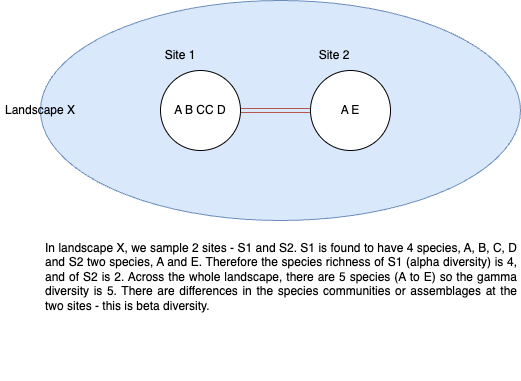 Site 1
Site 2
Landscape X
A B CC D
A E
In landscape X, we sample 2 sites - S1 and S2. S1 is found to have 4 species, A, B, C, D
and S2 two species, A and E. Therefore the species richness of S1 (alpha diversity) is 4,
and of S2 is 2. Across the whole landscape, there are 5 species (A to E) so the gamma
diversity is 5. There are differences in the species communities or assemblages at the
two sites - this is beta diversity.